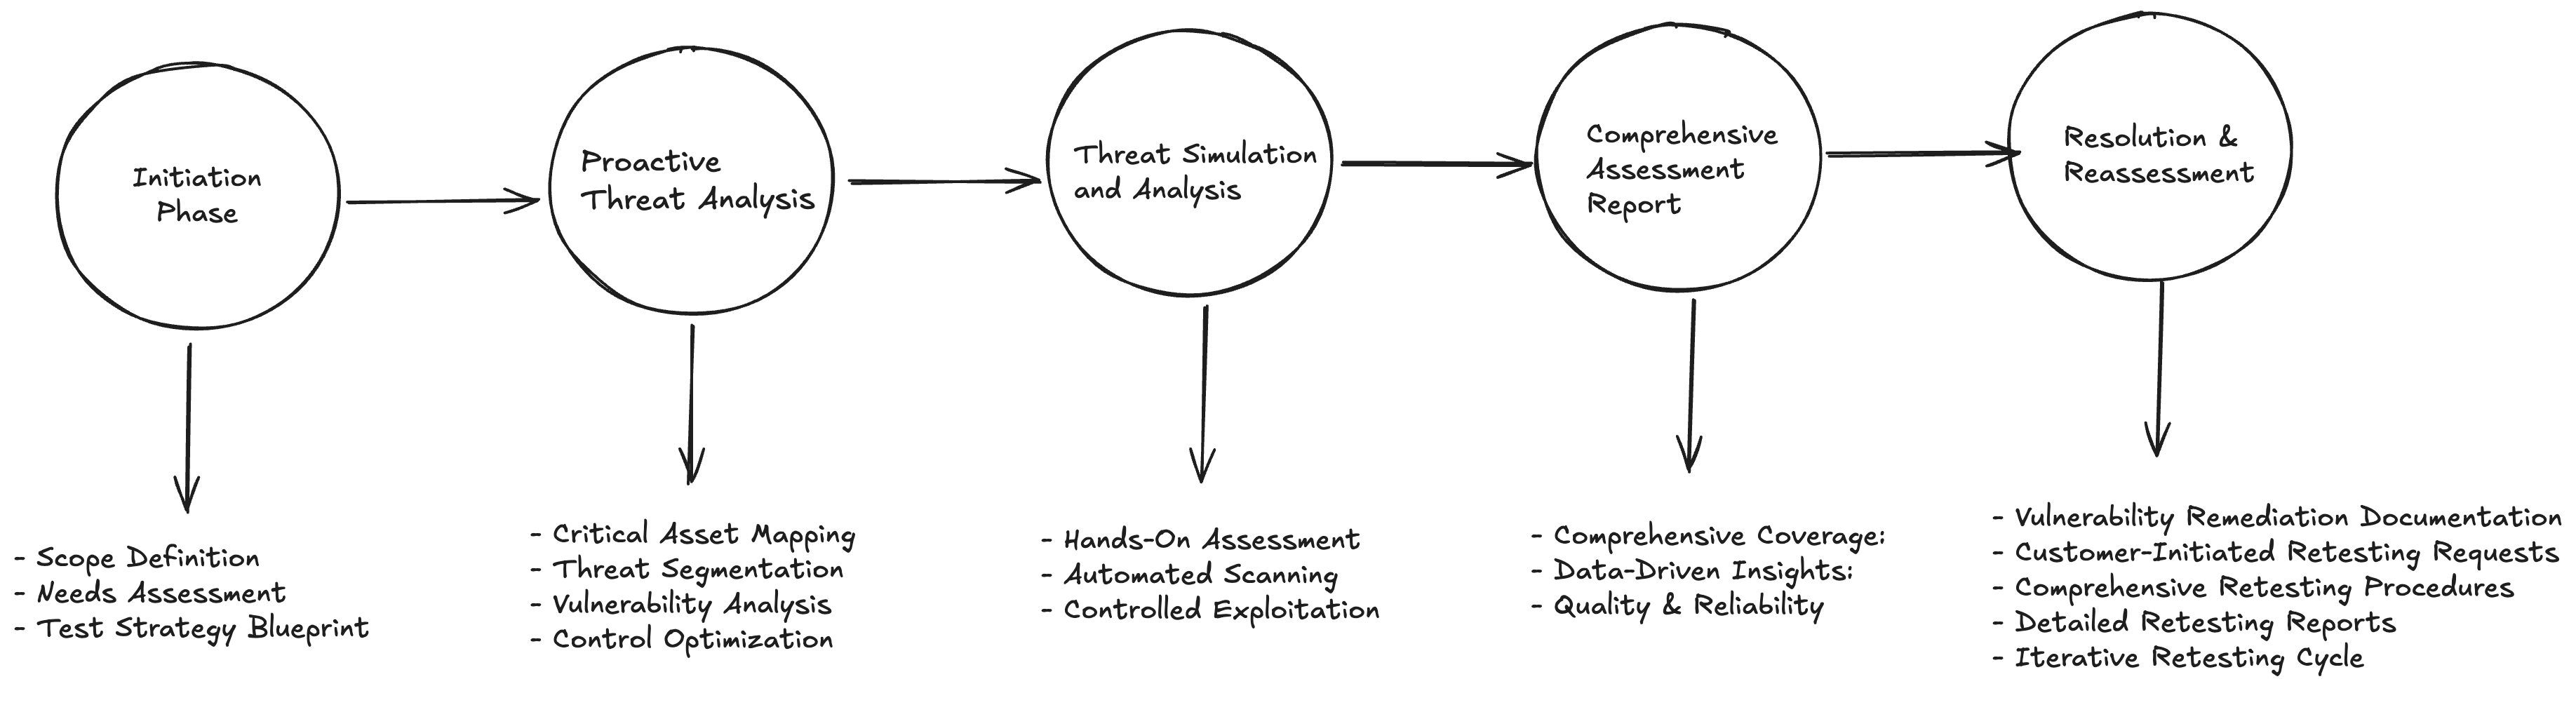 Initiation
Phase
Proactive
Threat Analysis
Threat Simulation
and Analysis
Comprehensive
Assessment
Report
Resolution &
Reassessment
- Scope Definition
- Needs Assessment
- Test Strategy Blueprint
- Critical Asset Mapping
- Threat Segmentation
- Vulnerability Analysis
- Control Optimization
- Hands-On Assessment
- Automated Scanning
- Controlled Exploitation
- Comprehensive Coverage:
- Data-Driven Insights:
- Quality & Reliability
- Vulnerability Remediation Documentation
- Customer-Initiated Retesting Requests
- Comprehensive Retesting Procedures
- Detailed Retesting Reports
- Iterative Retesting Cycle